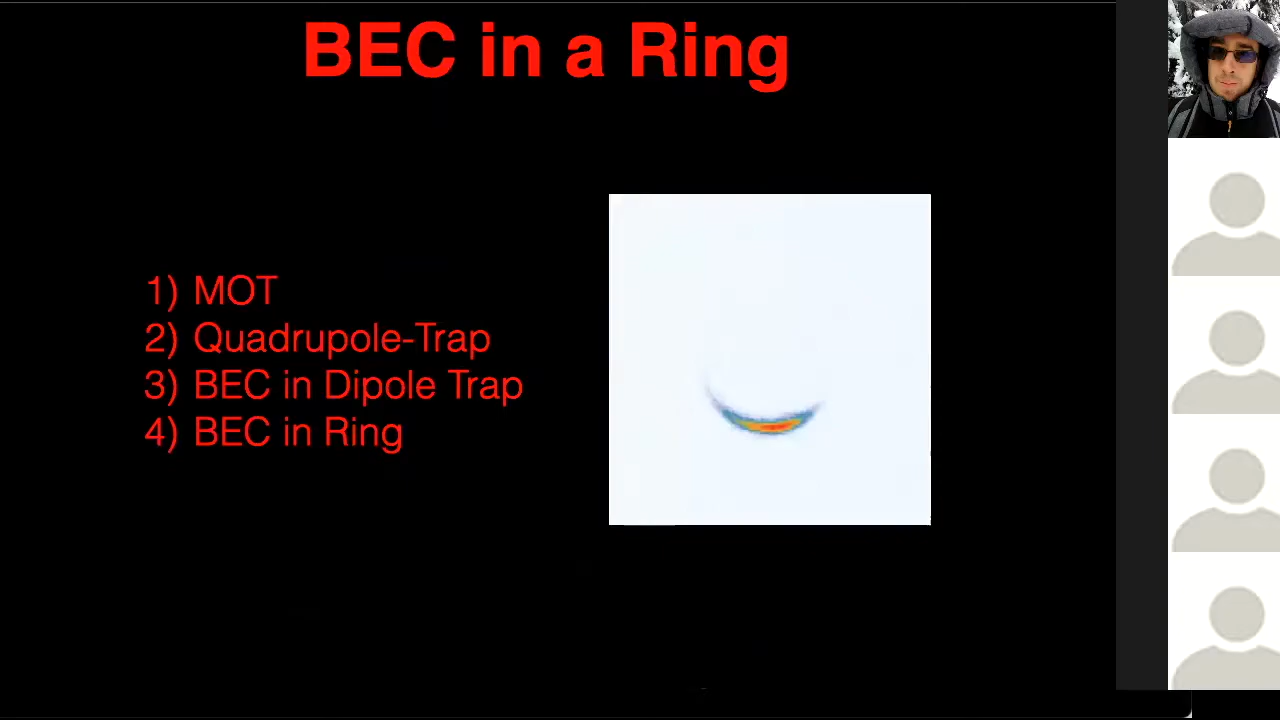 BEC in a Ring
1) MOT
2) Quadrupole-Trap
3) BEC in Dipole Trap
4) BEC in Ring